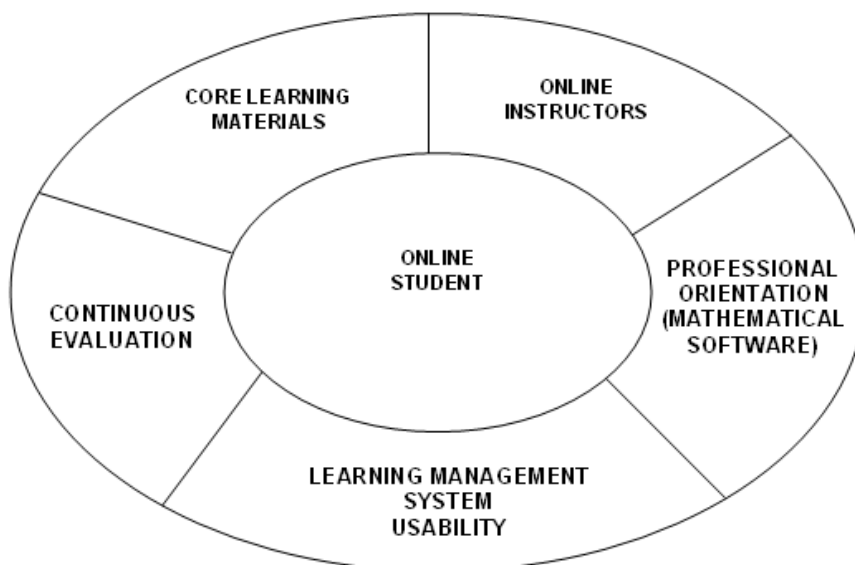 CORE LEARNING
MATERIALS
ONLINE
INSTRUCTORS
ONLINE
STUDENT
PROFESSIONAL
ORIENTATION
(MATHEMATICAL
SOFTWARE)
CONTINUOUS
EVALUATION
LEARNING MANAGEMENT
SYSTEM
USABILITY